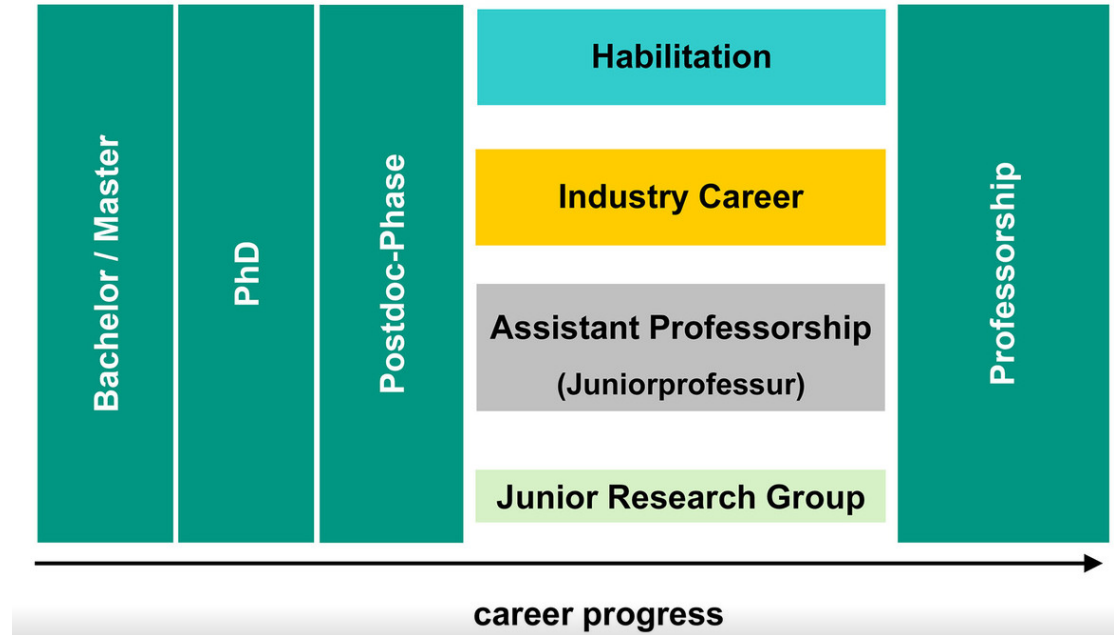 Bachelor / Master
PhD
Postdoc-Phase
Habilitation
Industry Career
Assistant Professorship
(Juniorprofessur)
Junior Research Group
Professorship
career progress